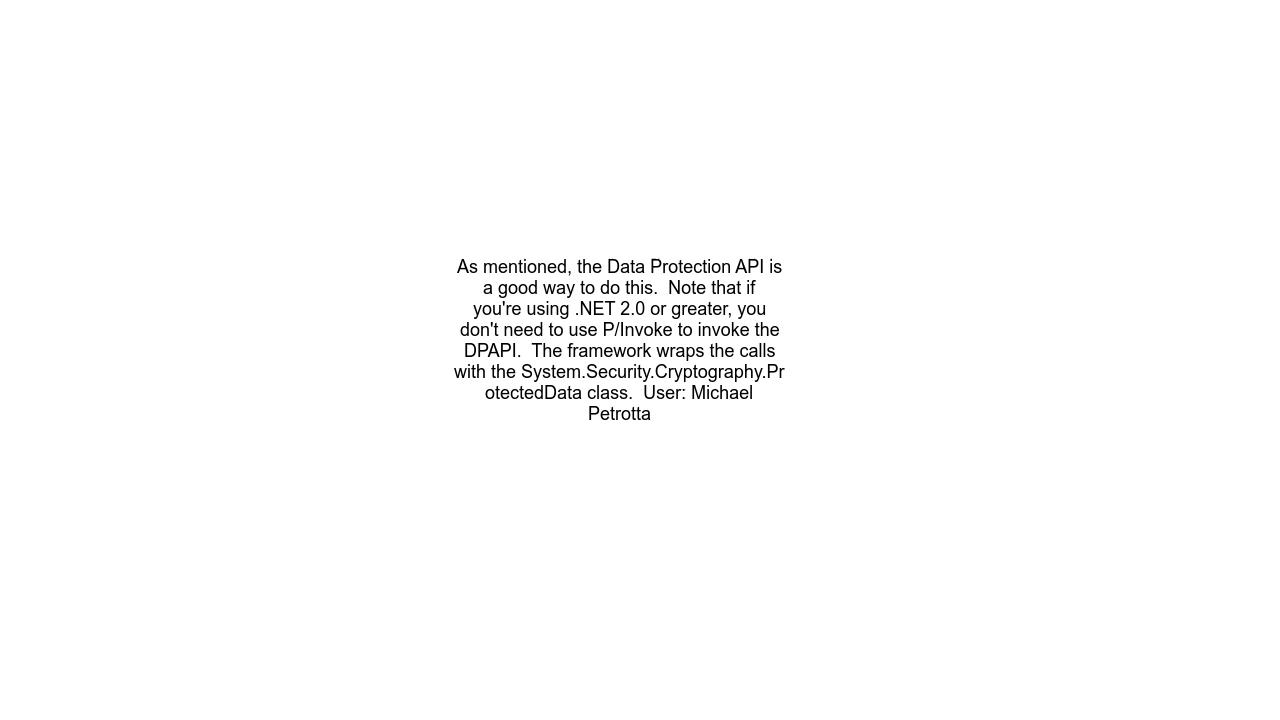 As mentioned, the Data Protection API is
a good way to do this.  Note that if
you're using .NET 2.0 or greater, you
don't need to use P/Invoke to invoke the
DPAPI.  The framework wraps the calls
with the System.Security.Cryptography.Pr
otectedData class.  User: Michael
Petrotta